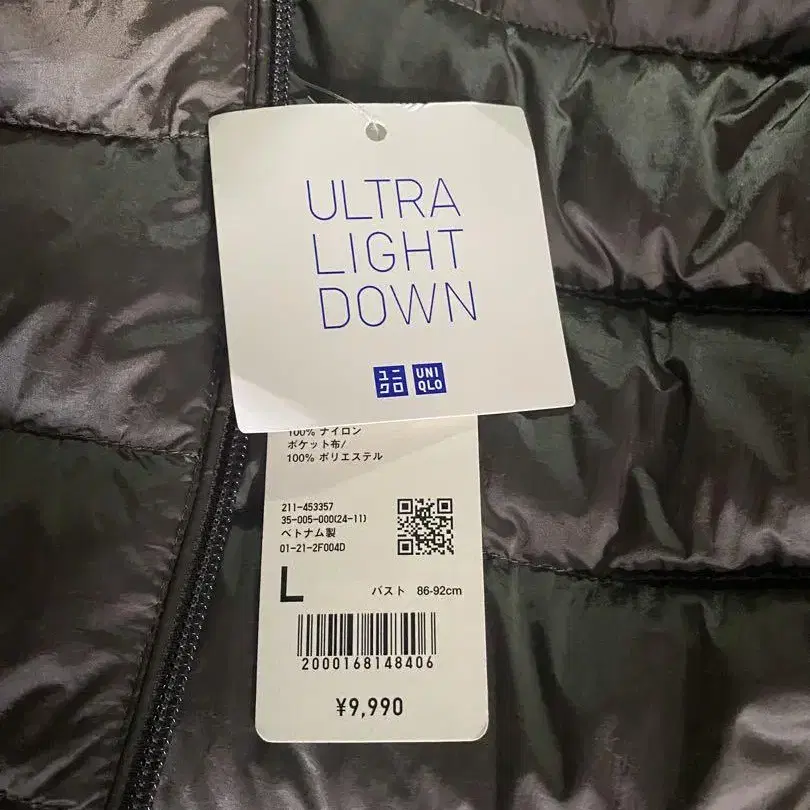 ULTRA
LIGHT
DOWN
ユニ
クロ
UNI
QLO
100% ナイロン
ポケット布/
100% ポリエステル
211-453357
35-005-000(24-11)
ベトナム製
01-21-2F004D
L
バスト 86-92cm
2000168148406
¥9,990